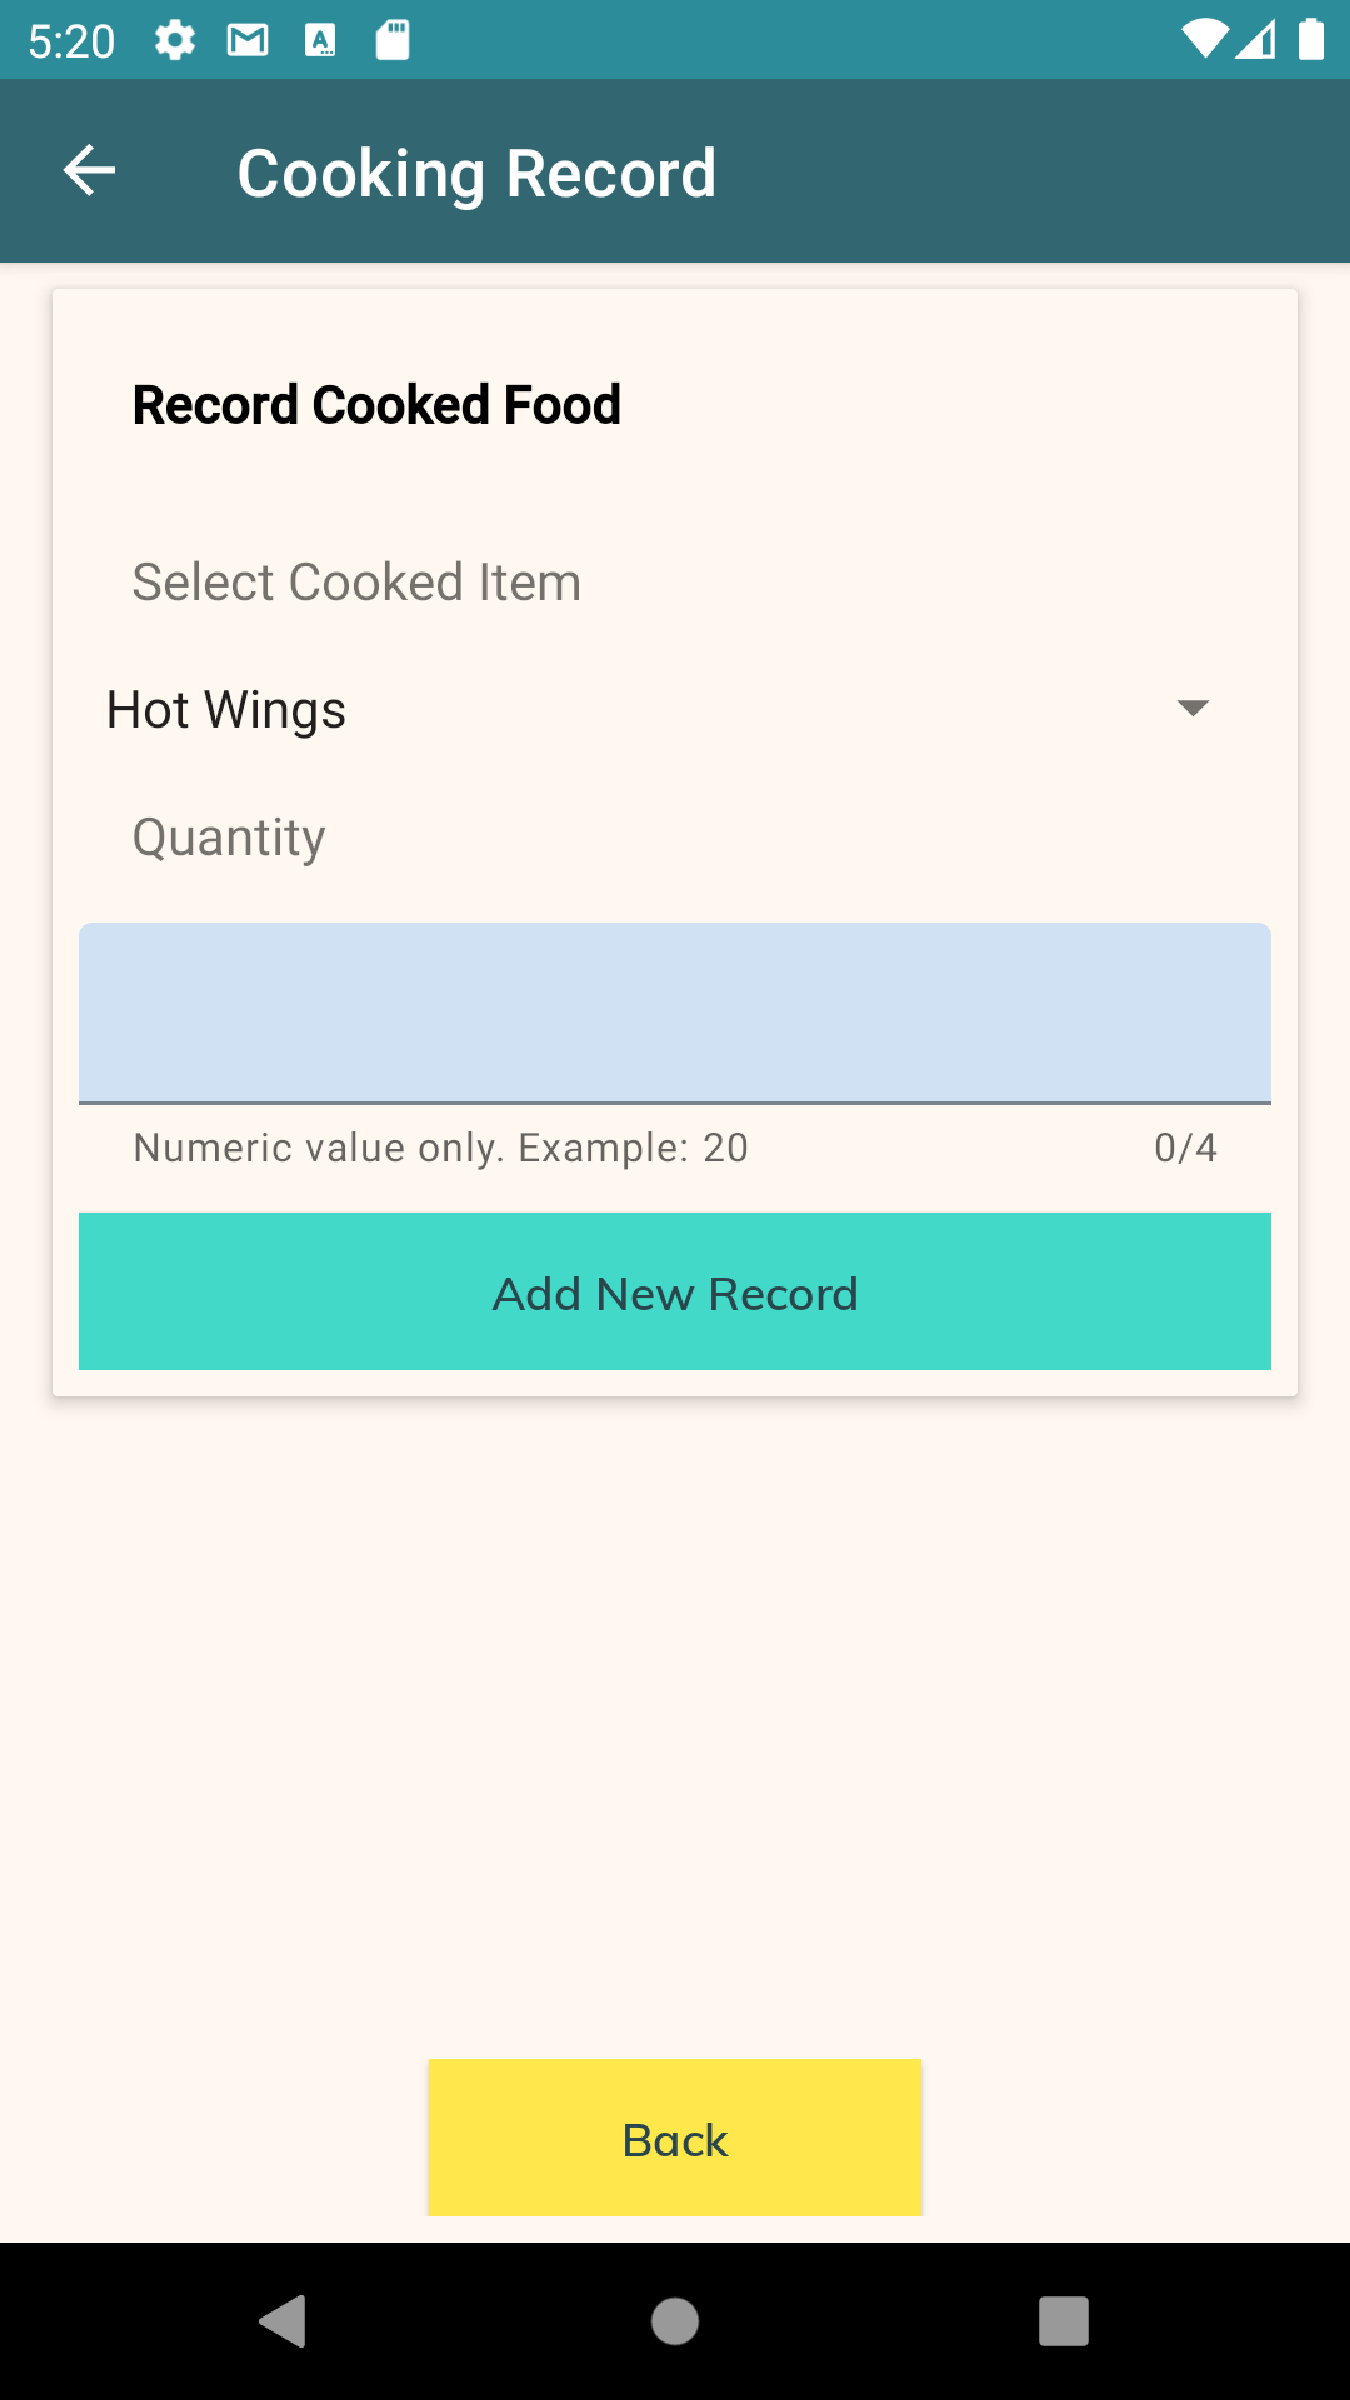 5:20
Cooking Record
Record Cooked Food
Select Cooked Item
Hot Wings
Quantity
Numeric value only. Example: 20 0/4
Add New Record
Back